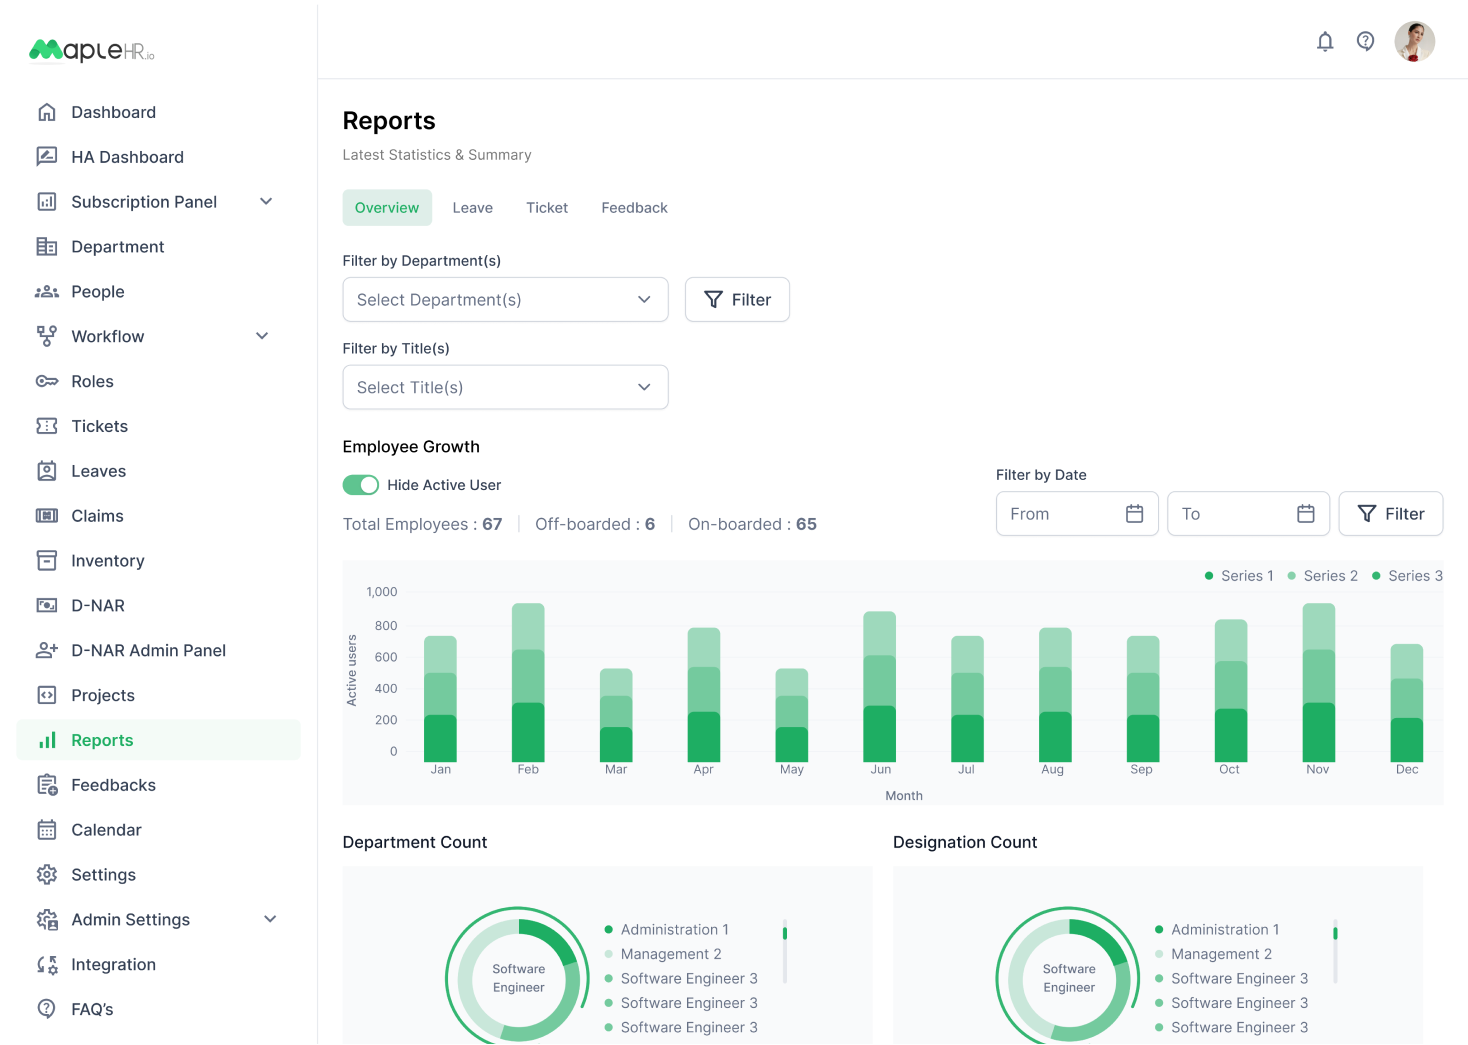 MapleHR.io
Dashboard
HA Dashboard
Subscription Panel
Department
People
Workflow
Roles
Tickets
Leaves
Claims
Inventory
D-NAR
D-NAR Admin Panel
Projects
Reports
Feedbacks
Calendar
Settings
Admin Settings
Integration
FAQ's
Reports
Latest Statistics & Summary
Overview Leave Ticket Feedback
Filter by Department(s)
Select Department(s) Filter
Filter by Title(s)
Select Title(s)
Employee Growth
Hide Active User
Total Employees : 67 Off-boarded : 6 On-boarded : 65
Filter by Date
From To Filter
Series 1 Series 2 Series 3
Active users
1,000
800
600
400
200
0
Jan Feb Mar Apr May Jun Jul Aug Sep Oct Nov Dec
Month
Department Count
Software
Engineer
Administration 1
Management 2
Software Engineer 3
Software Engineer 3
Software Engineer 3
Designation Count
Software
Engineer
Administration 1
Management 2
Software Engineer 3
Software Engineer 3
Software Engineer 3